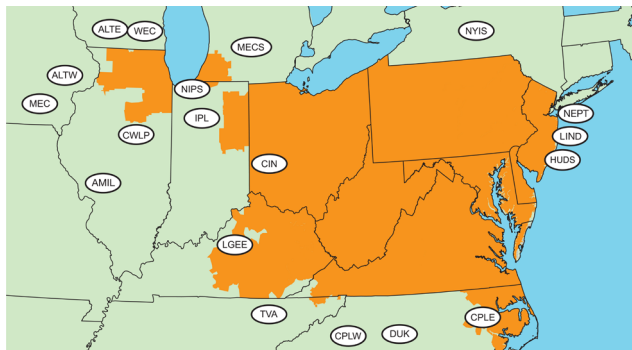 ALTE
WEC
NYIS
MECS
ALTW
NIPS
MEC
NEPT
IPL
CWLP
LIND
HUDS
CIN
AMIL
LGEE
TVA
CPLE
CPLW
DUK